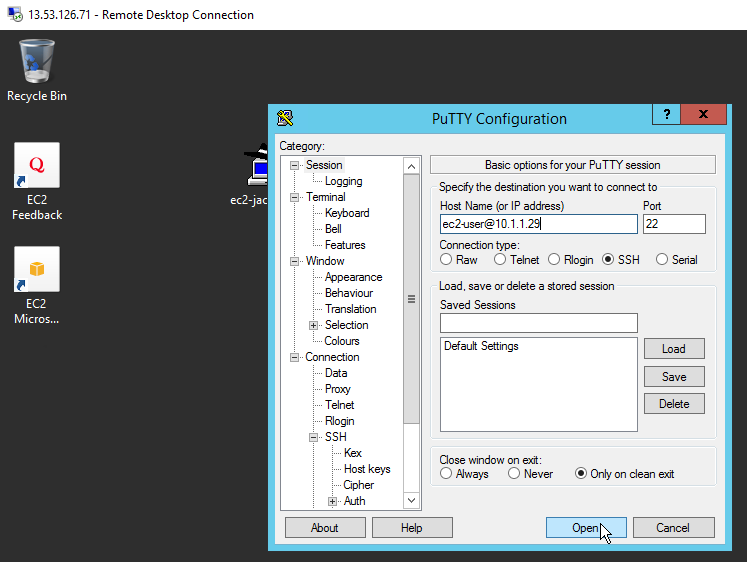 13.53.126.71 - Remote Desktop Connection
Recycle Bin
EC2
Feedback
EC2
Micros...
PuTTY Configuration
?
x
Category:
Session
Logging
Terminal
Keyboard
Bell
Features
Window
Appearance
Behaviour
Translation
Selection
Colours
Connection
Data
Proxy
Telnet
Rlogin
SSH
Kex
Host keys
Cipher
Auth
Basic options for your PuTTY session
Specify the destination you want to connect to
Host Name (or IP address) Port
ec2-user@10.1.1.29 22
Connection type:
Raw Telnet Rlogin SSH Serial
Load, save or delete a stored session
Saved Sessions
Default Settings
Load
Save
Delete
Close window on exit:
Always Never Only on clean exit
About Help Open Cancel